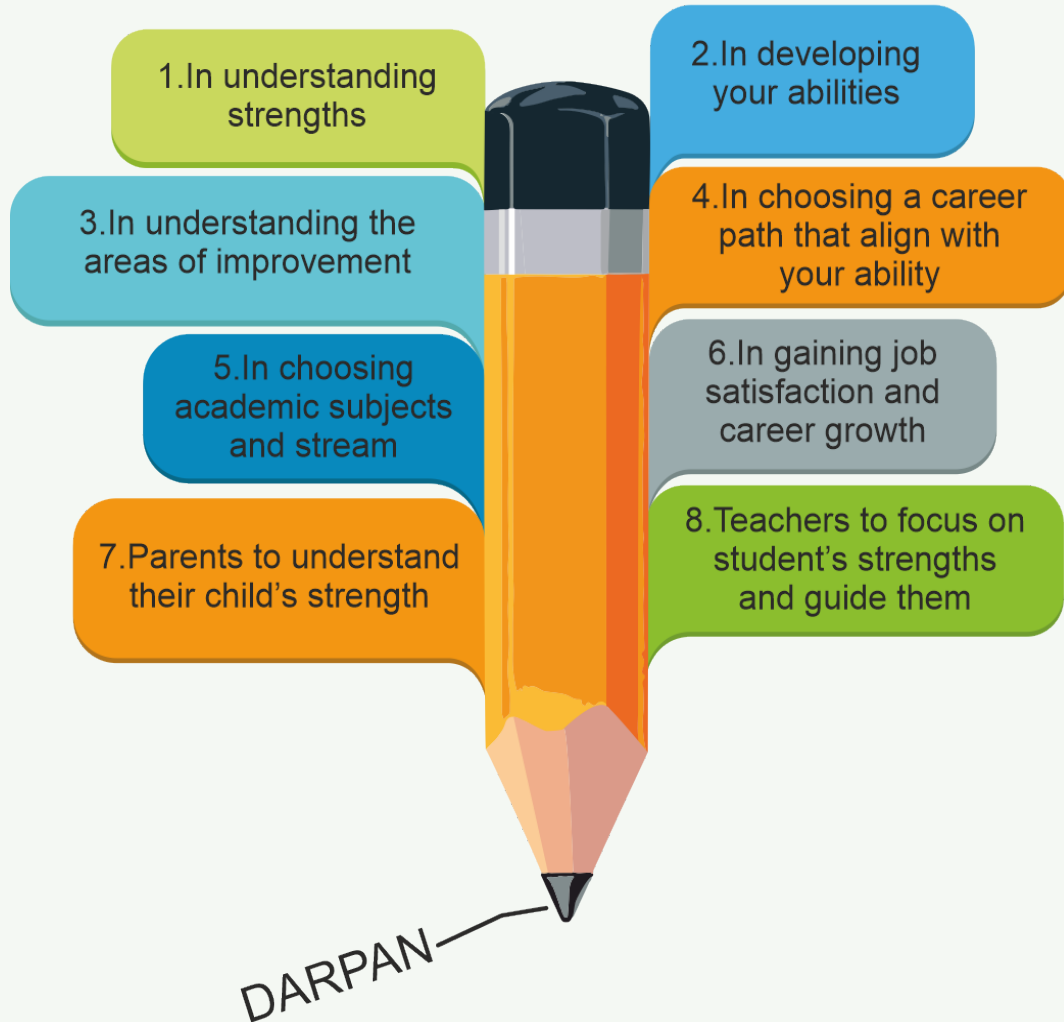 1.In understanding
strengths
2.In developing
your abilities
3.In understanding the
areas of improvement
4.In choosing a career
path that align with
your ability
5.In choosing
academic subjects
and stream
6.In gaining job
satisfaction and
career growth
7.Parents to understand
their child’s strength
8.Teachers to focus on
student’s strengths
and guide them
DARPAN